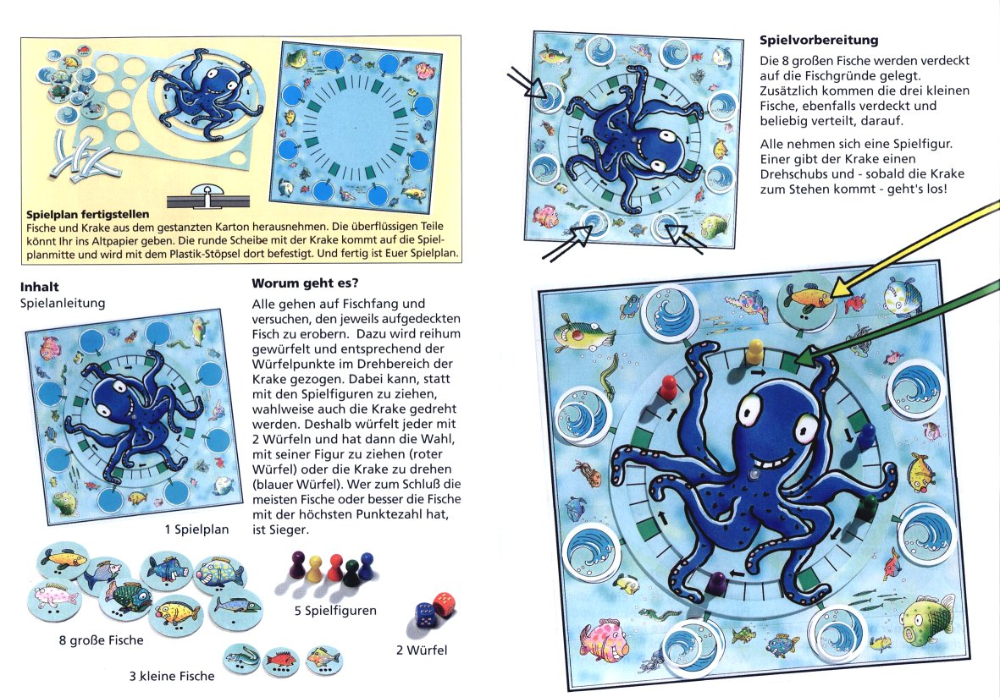 Spielplan fertigstellen
Fische und Krake aus dem gestanzten Karton herausnehmen. Die überflüssigen Teile
könnt Ihr ins Altpapier geben. Die runde Scheibe mit der Krake kommt auf die Spiel-
planmitte und wird mit dem Plastik-Stöpsel dort befestigt. Und fertig ist Euer Spielplan.
Inhalt
Spielanleitung
1 Spielplan
8 große Fische
3 kleine Fische
5 Spielfiguren
2 Würfel
Worum geht es?
Alle gehen auf Fischfang und
versuchen, den jeweils aufgedeckten
Fisch zu erobern. Dazu wird reihum
gewürfelt und entsprechend der
Würfelpunkte im Drehbereich der
Krake gezogen. Dabei kann, statt
mit den Spielfiguren zu ziehen,
wahlweise auch die Krake gedreht
werden. Deshalb würfelt jeder mit
2 Würfeln und hat dann die Wahl,
mit seiner Figur zu ziehen (roter
Würfel) oder die Krake zu drehen
(blauer Würfel). Wer zum Schluß die
meisten Fische oder besser die Fische
mit der höchsten Punktezahl hat,
ist Sieger.
Spielvorbereitung
Die 8 großen Fische werden verdeckt
auf die Fischgründe gelegt.
Zusätzlich kommen die drei kleinen
Fische, ebenfalls verdeckt und
beliebig verteilt, darauf.
Alle nehmen sich eine Spielfigur.
Einer gibt der Krake einen
Drehschubs und - sobald die Krake
zum Stehen kommt - geht's los!